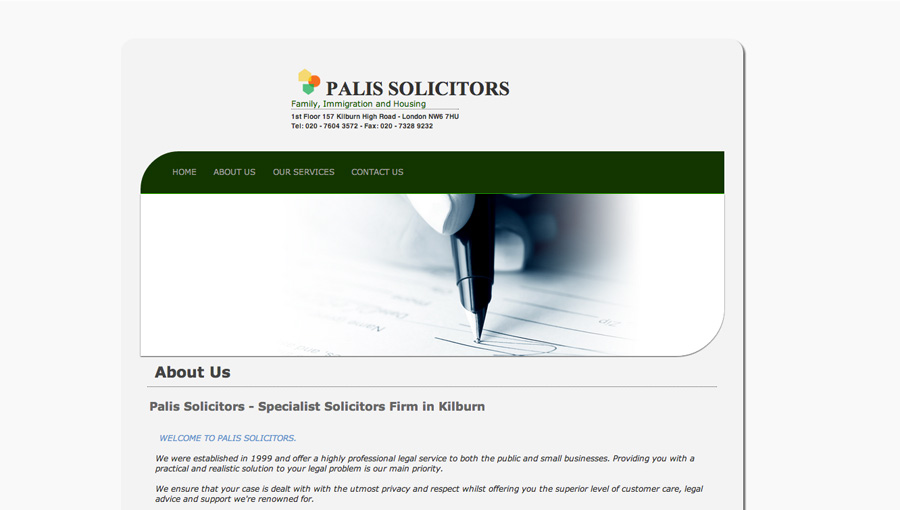 PALIS SOLICITORS
Family, Immigration and Housing
1st Floor 157 Kilburn High Road - London NW6 7HU
Tel: 020 - 7604 3572 - Fax: 020 - 7328 9232
HOME ABOUT US OUR SERVICES CONTACT US
Zip
About Us
Palis Solicitors - Specialist Solicitors Firm in Kilburn
WELCOME TO PALIS SOLICITORS.
We were established in 1999 and offer a highly professional legal service to both the public and small businesses. Providing you with a
practical and realistic solution to your legal problem is our main priority.
We ensure that your case is dealt with with the utmost privacy and respect whilst offering you the superior level of customer care, legal
advice and support we're renowned for.